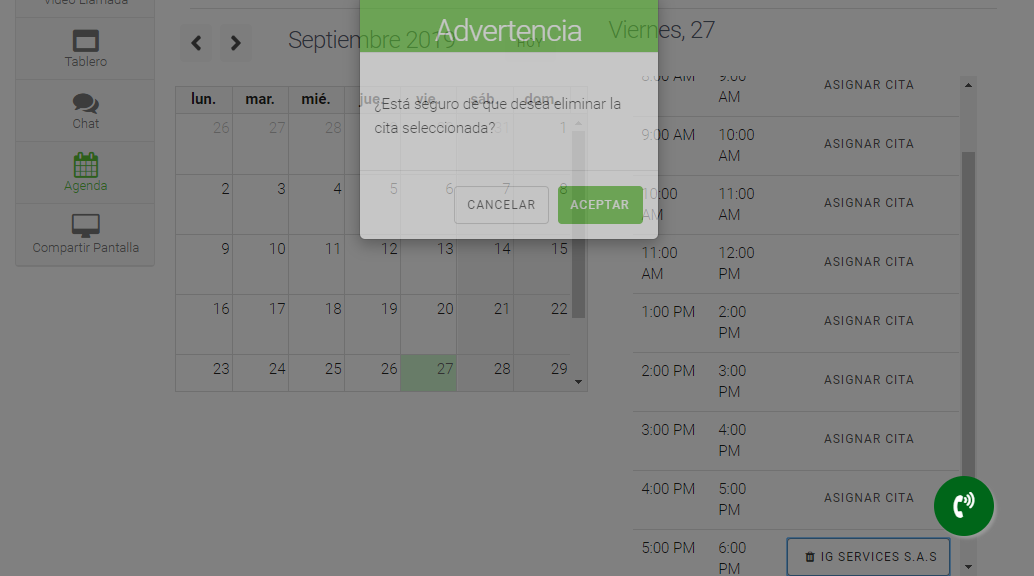 Video Llamada
Tablero
Chat
Agenda
Compartir Pantalla
Septiembre 2019
HOY
lun. mar. mié. jue. vie. sáb. dom.
26 27 28 31 1
2 3 4 5 6 7 8
9 10 11 12 13 14 15
16 17 18 19 20 21 22
23 24 25 26 27 28 29
Advertencia
¿Está seguro de que desea eliminar la
cita seleccionada?
CANCELAR ACEPTAR
Viernes, 27
8:00 AM 9:00 AM ASIGNAR CITA
9:00 AM 10:00 AM ASIGNAR CITA
10:00 AM 11:00 AM ASIGNAR CITA
11:00 AM 12:00 PM ASIGNAR CITA
1:00 PM 2:00 PM ASIGNAR CITA
2:00 PM 3:00 PM ASIGNAR CITA
3:00 PM 4:00 PM ASIGNAR CITA
4:00 PM 5:00 PM ASIGNAR CITA
5:00 PM 6:00 PM IG SERVICES S.A.S